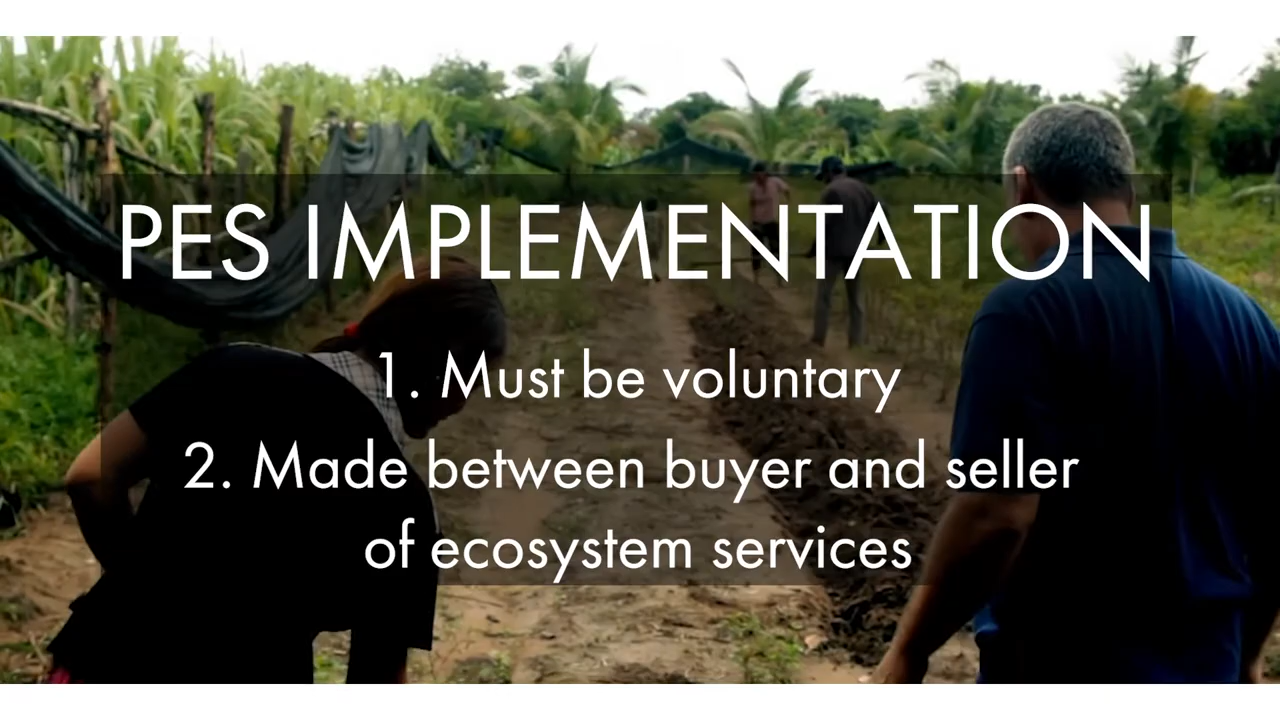 PES IMPLEMENTATION
1. Must be voluntary
2. Made between buyer and seller
of ecosystem services